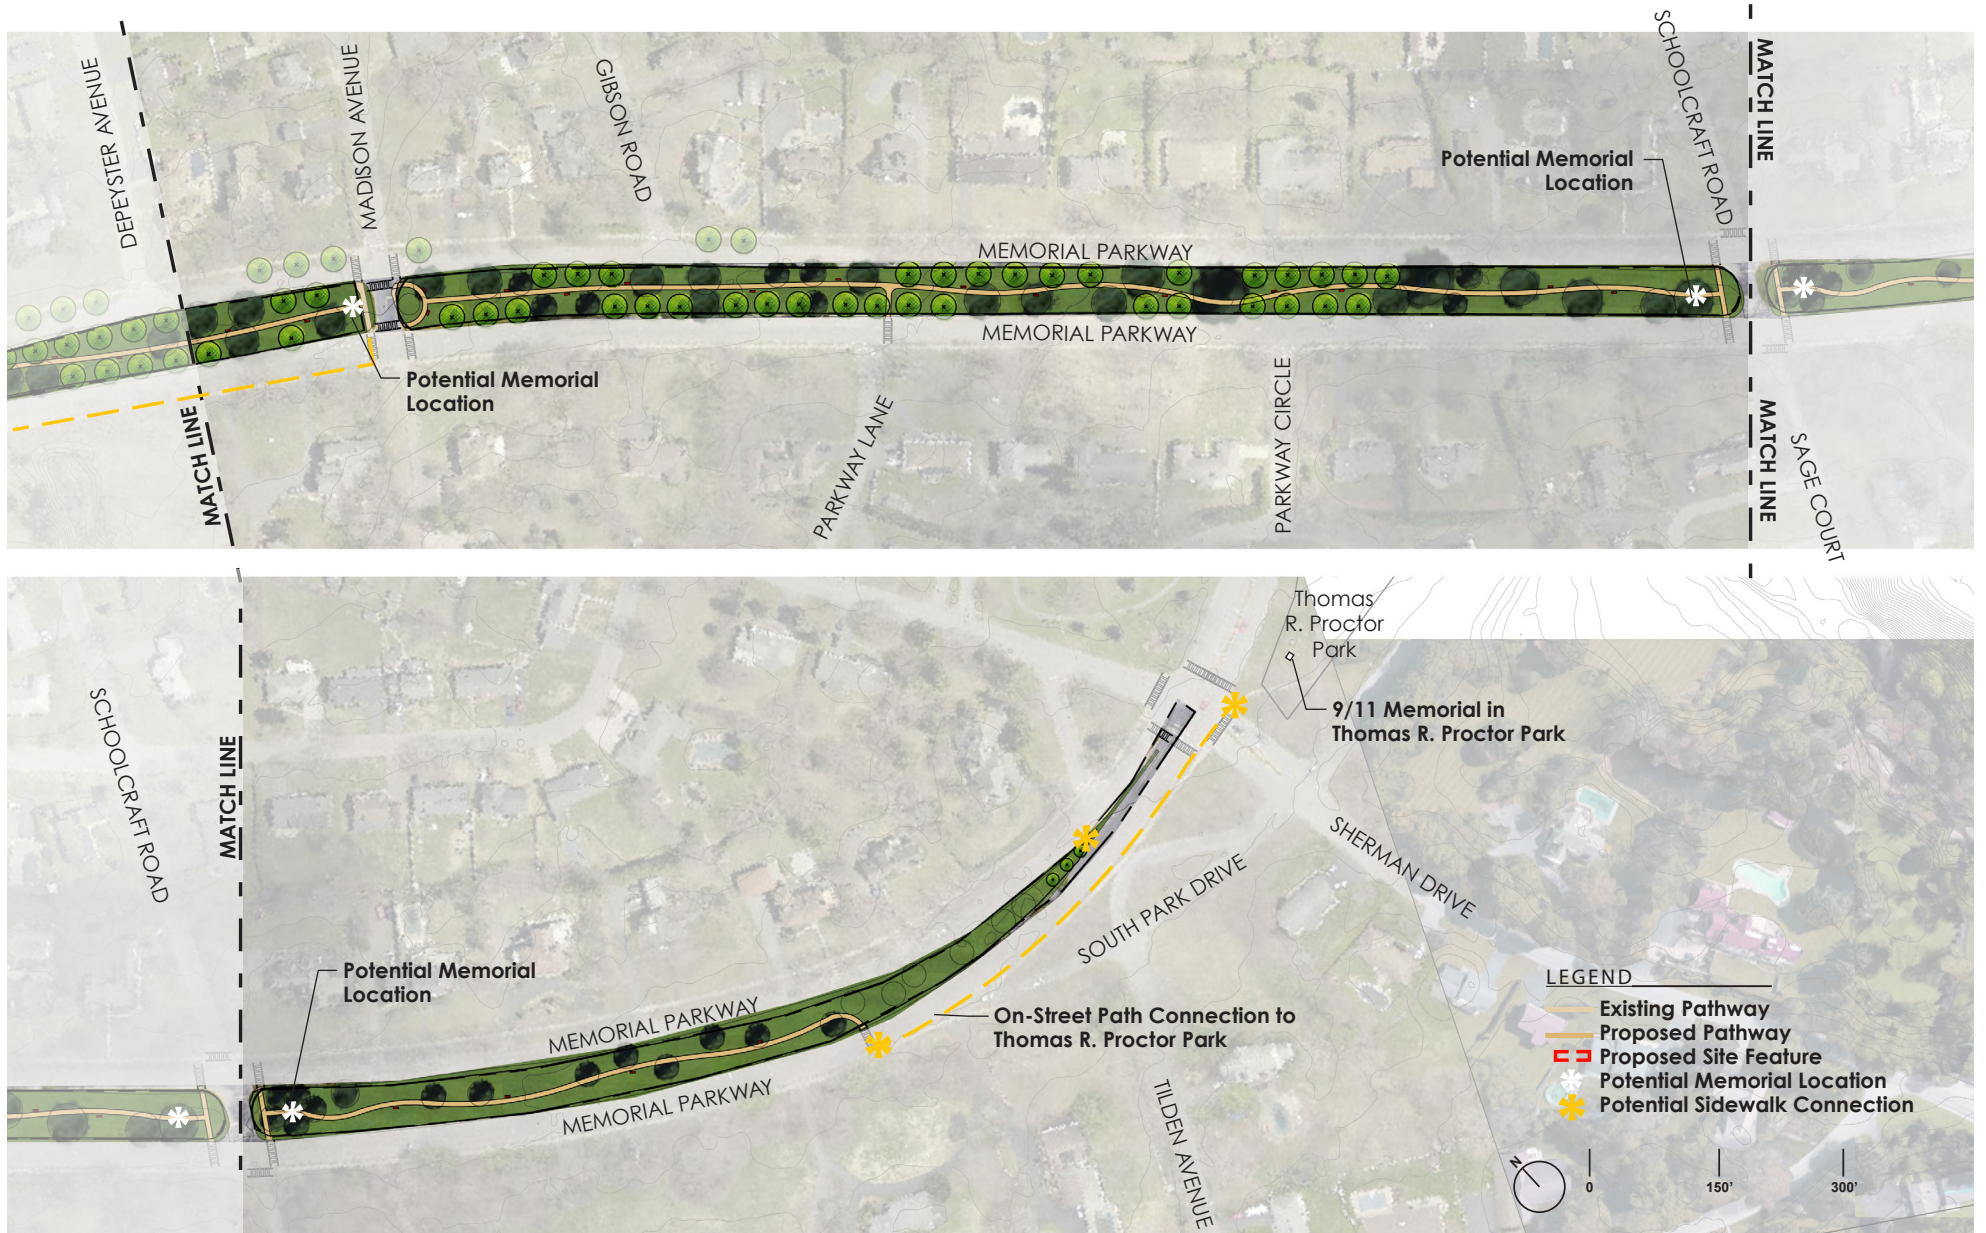 DEPEYSTER AVENUE
MADISON AVENUE
GIBSON ROAD
SCHOOLCRAFT ROAD
MATCH LINE
Potential Memorial
Location
MEMORIAL PARKWAY
MEMORIAL PARKWAY
Potential Memorial
Location
MATCH LINE
PARKWAY LANE
PARKWAY CIRCLE
MATCH LINE
SAGE COURT
Thomas
R. Proctor
Park
9/11 Memorial in
Thomas R. Proctor Park
SCHOOLCRAFT ROAD
MATCH LINE
SHERMAN DRIVE
SOUTH PARK DRIVE
Potential Memorial
Location
MEMORIAL PARKWAY
On-Street Path Connection to
Thomas R. Proctor Park
MEMORIAL PARKWAY
TILDEN AVENUE
LEGEND
Existing Pathway
Proposed Pathway
Proposed Site Feature
Potential Memorial Location
Potential Sidewalk Connection
N
0
150'
300'